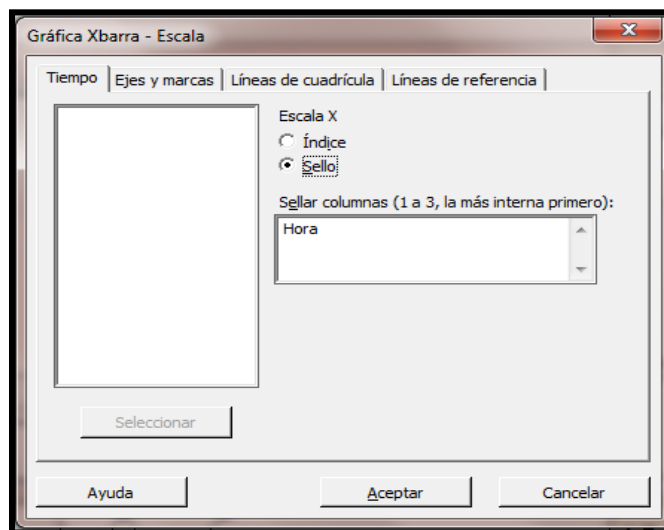 Gráfica Xbarra - Escala
Tiempo
Ejes y marcas
Líneas de cuadrícula
Líneas de referencia
Escala X
Índice
Sello
Sellar columnas (1 a 3, la más interna primero):
Hora
Seleccionar
Ayuda
Aceptar
Cancelar